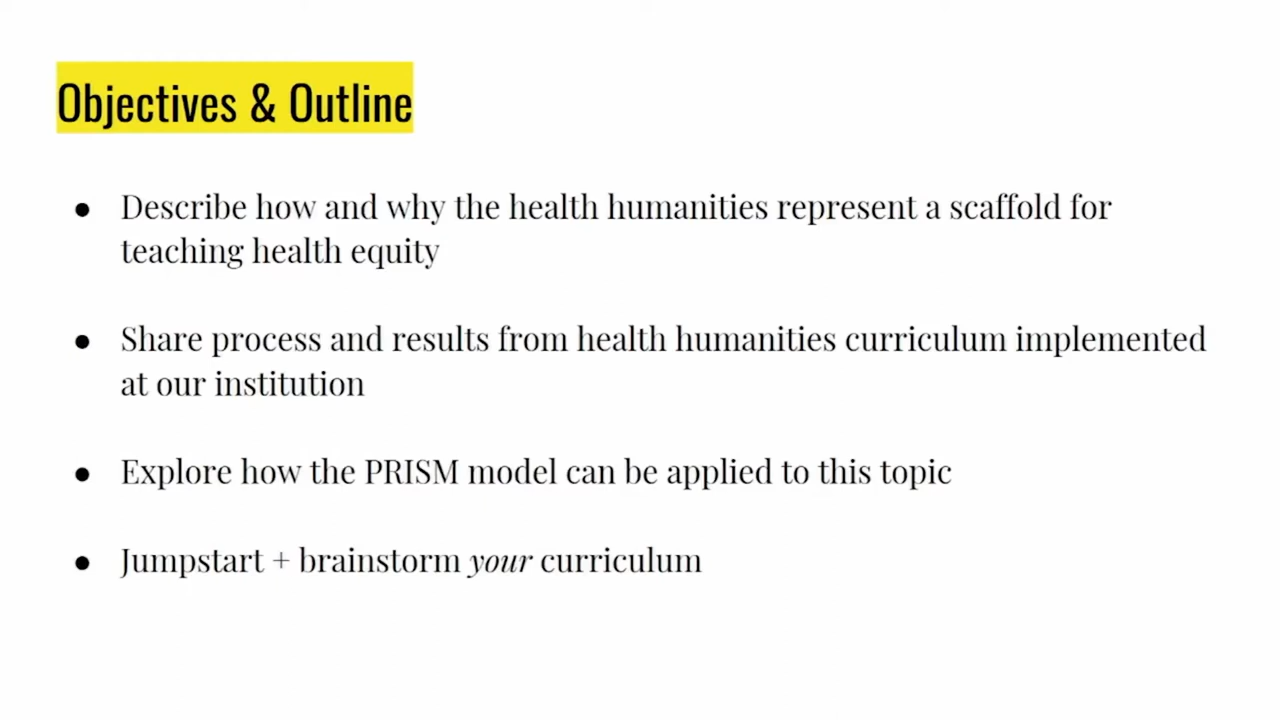 Objectives & Outline
● Describe how and why the health humanities represent a scaffold for
teaching health equity
● Share process and results from health humanities curriculum implemented
at our institution
● Explore how the PRISM model can be applied to this topic
● Jumpstart + brainstorm your curriculum